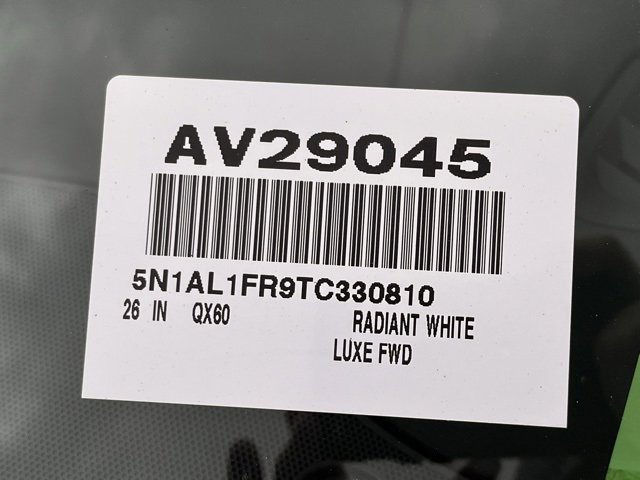 AV29045
5N1AL1FR9TC330810
26 IN QX60 RADIANT WHITE
LUXE FWD